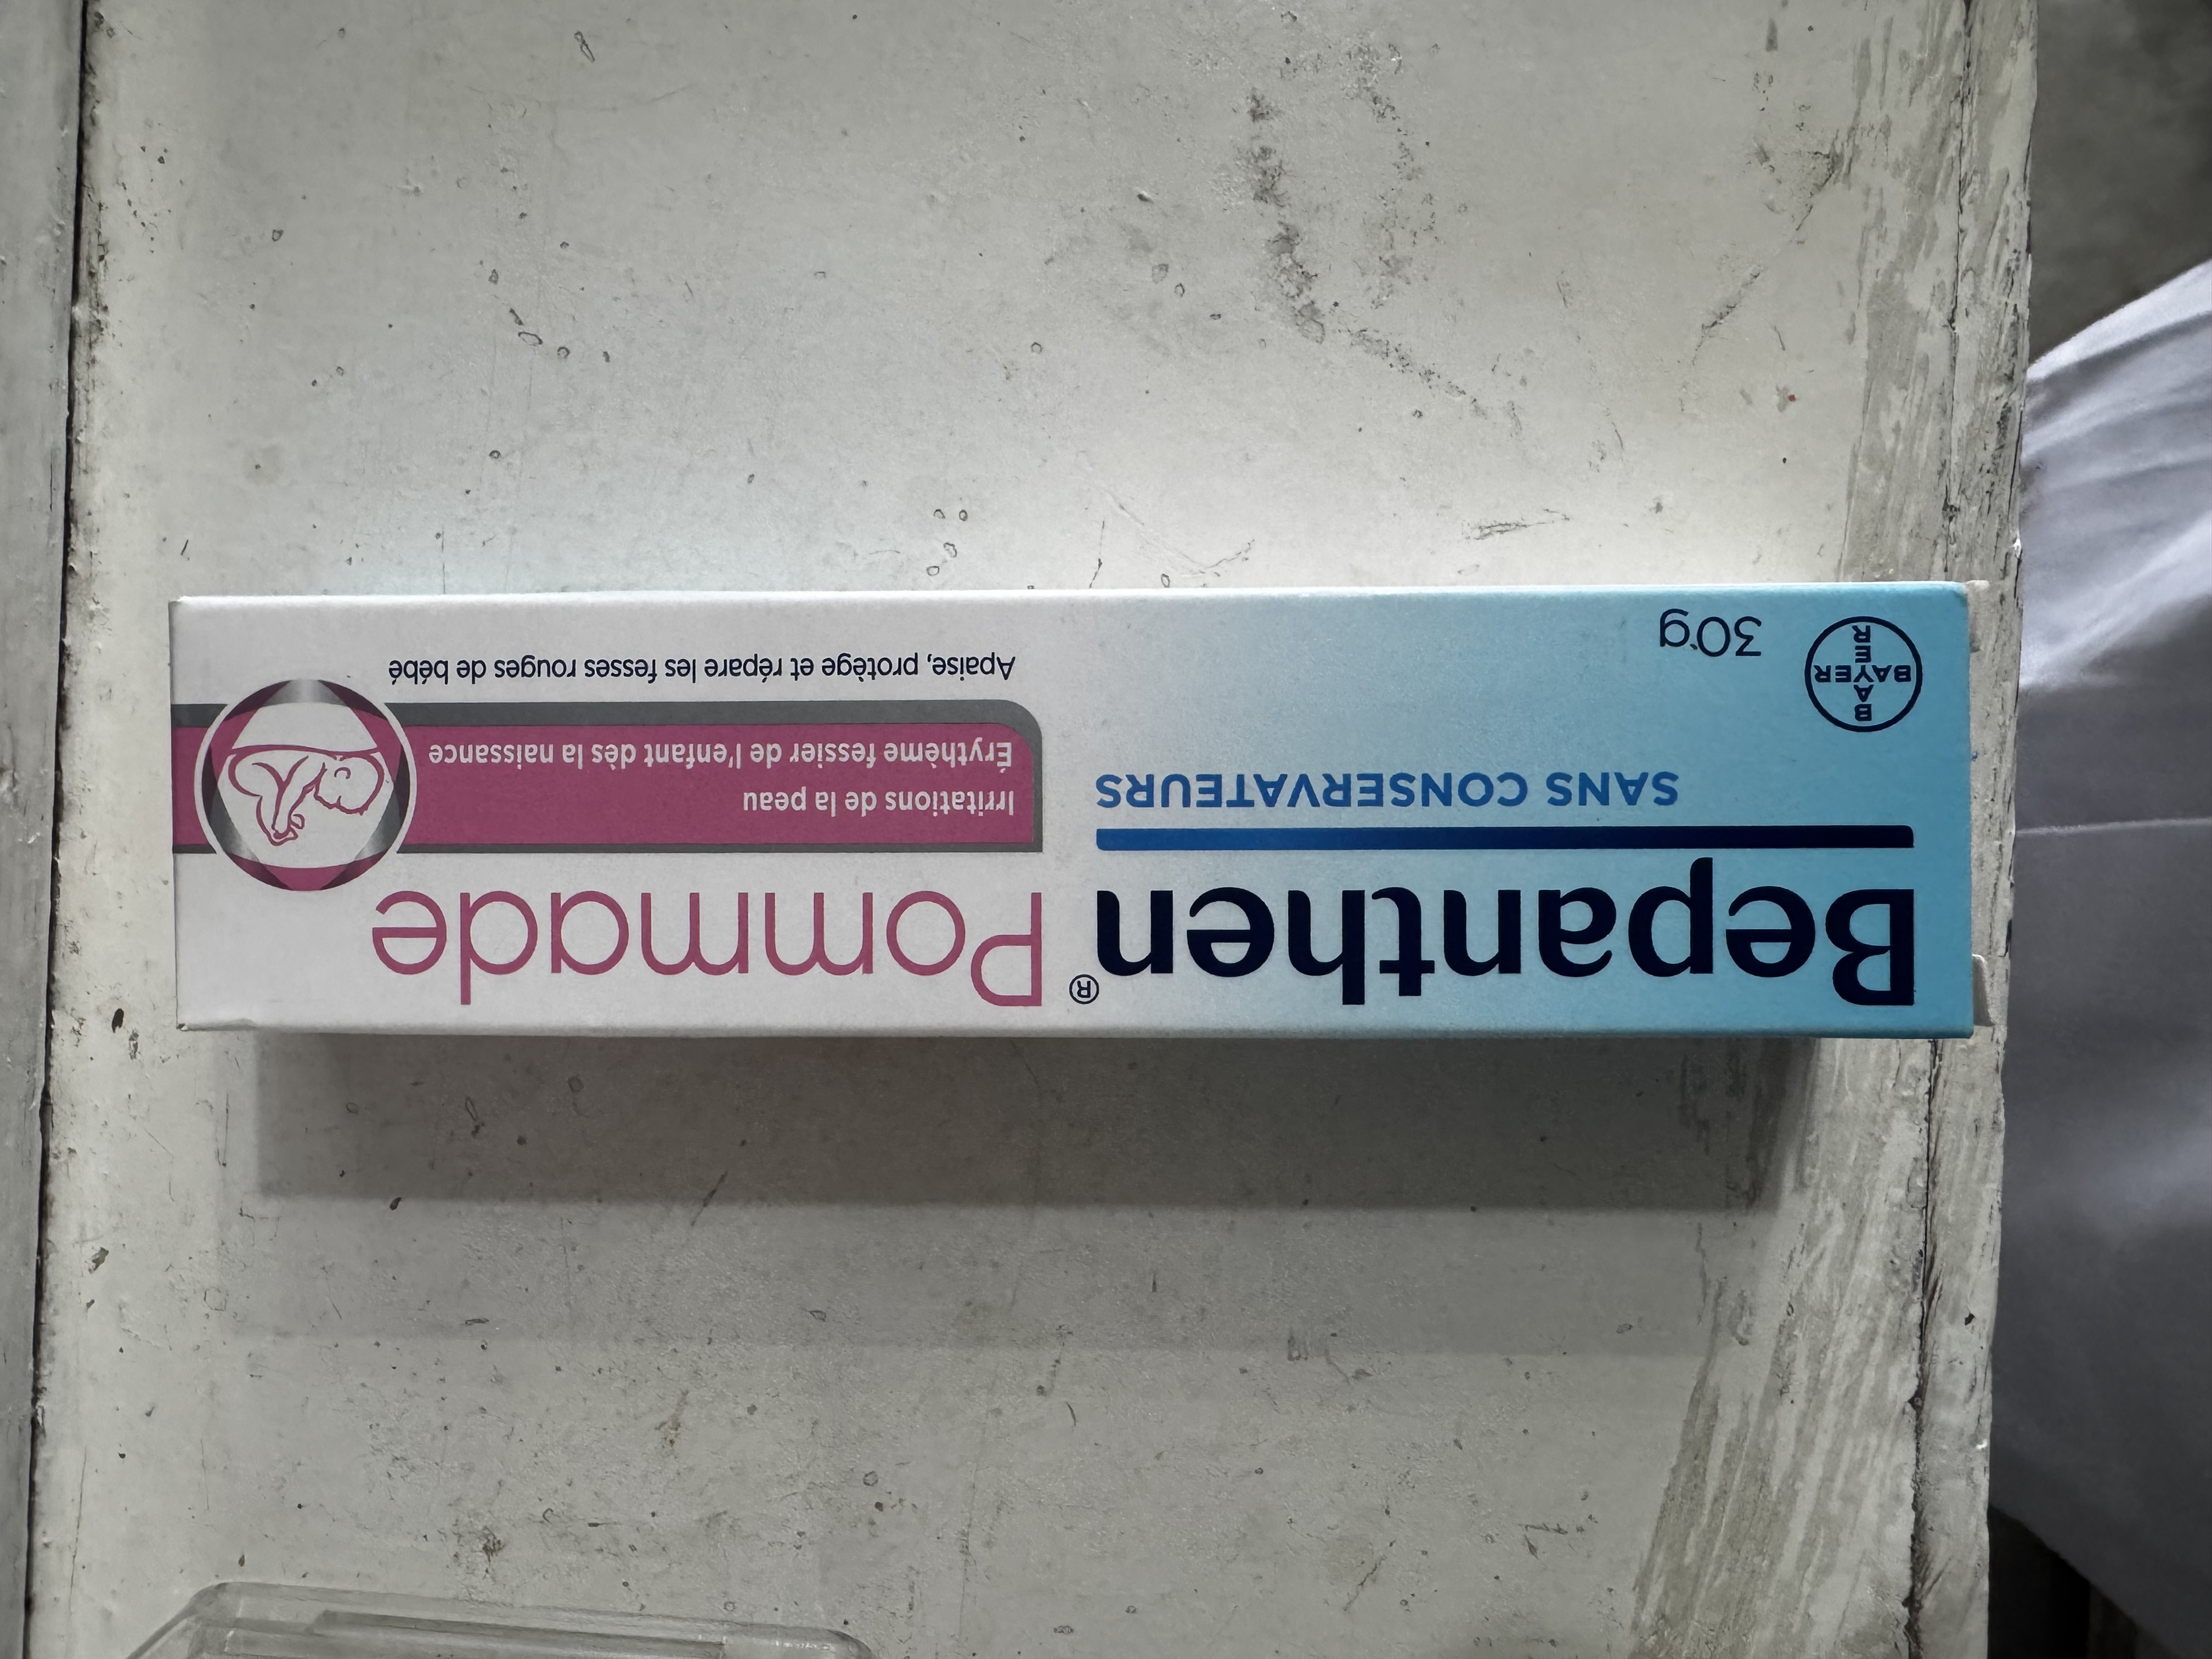 Bepanthen® Pommade
SANS CONSERVATEURS
Irritations de la peau
Érythème fessier de l'enfant dès la naissance
Apaise, protège et répare les fesses rouges de bébé
BAYER
BAYER
30g